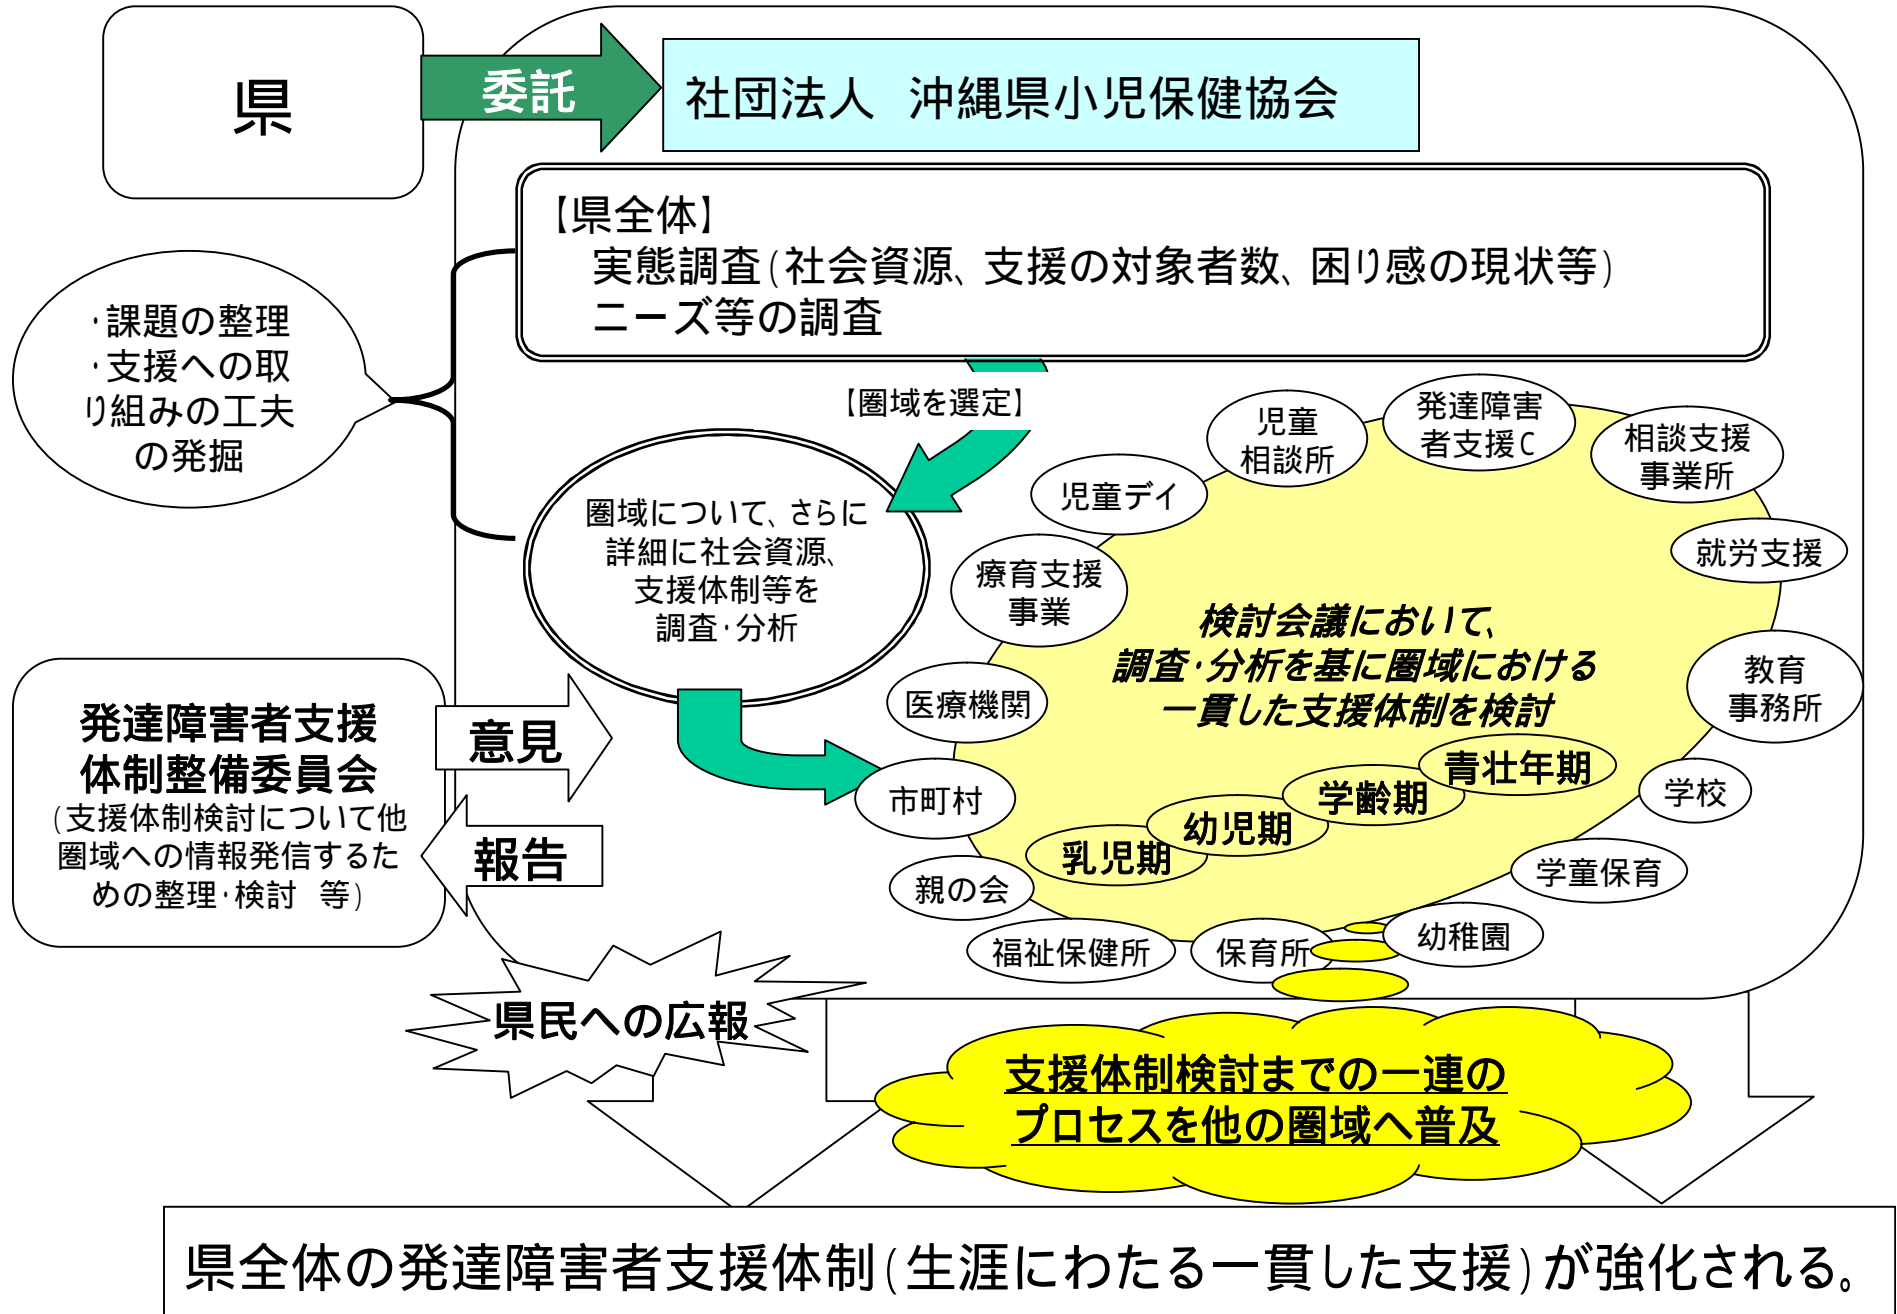 県
委託
社団法人　沖縄県小児保健協会
【県全体】
実態調査(社会資源、支援の対象者数、困り感の現状等)
ニーズ等の調査
・課題の整理
・支援への取
り組みの工夫
の発掘
【圏域を選定】
圏域について、さらに
詳細に社会資源、
支援体制等を
調査・分析
児童
相談所
発達障害
者支援C
相談支援
事業所
児童デイ
就労支援
療育支援
事業
検討会議において、
調査・分析を基に圏域における
一貫した支援体制を検討
教育
事務所
医療機関
発達障害者支援
体制整備委員会
(支援体制検討について他
圏域への情報発信するた
めの整理・検討　等)
意見
報告
市町村
青壮年期
学齢期
幼児期
乳児期
学校
学童保育
親の会
幼稚園
福祉保健所
保育所
県民への広報
支援体制検討までの一連の
プロセスを他の圏域へ普及
県全体の発達障害者支援体制(生涯にわたる一貫した支援)が強化される。